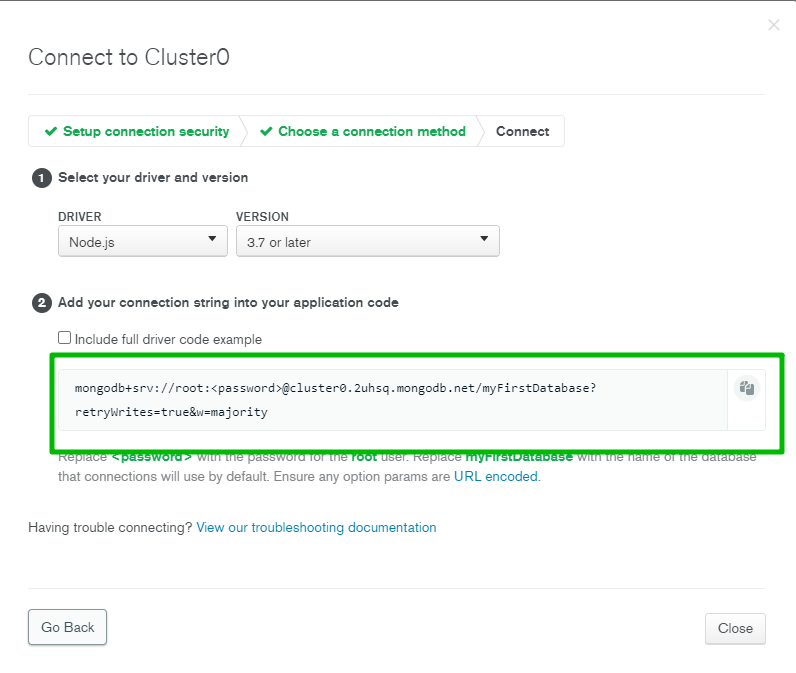 Connect to Cluster0
Setup connection security
Choose a connection method
Connect
1 Select your driver and version
DRIVER VERSION
Node.js 3.7 or later
2 Add your connection string into your application code
Include full driver code example
mongodb+srv://root:<password>@cluster0.2uhsq.mongodb.net/myFirstDatabase?
retryWrites=true&w=majority
Replace <password> with the password for the root user. Replace myFirstDatabase with the name of the database
that connections will use by default. Ensure any option params are URL encoded.
Having trouble connecting? View our troubleshooting documentation
Go Back Close